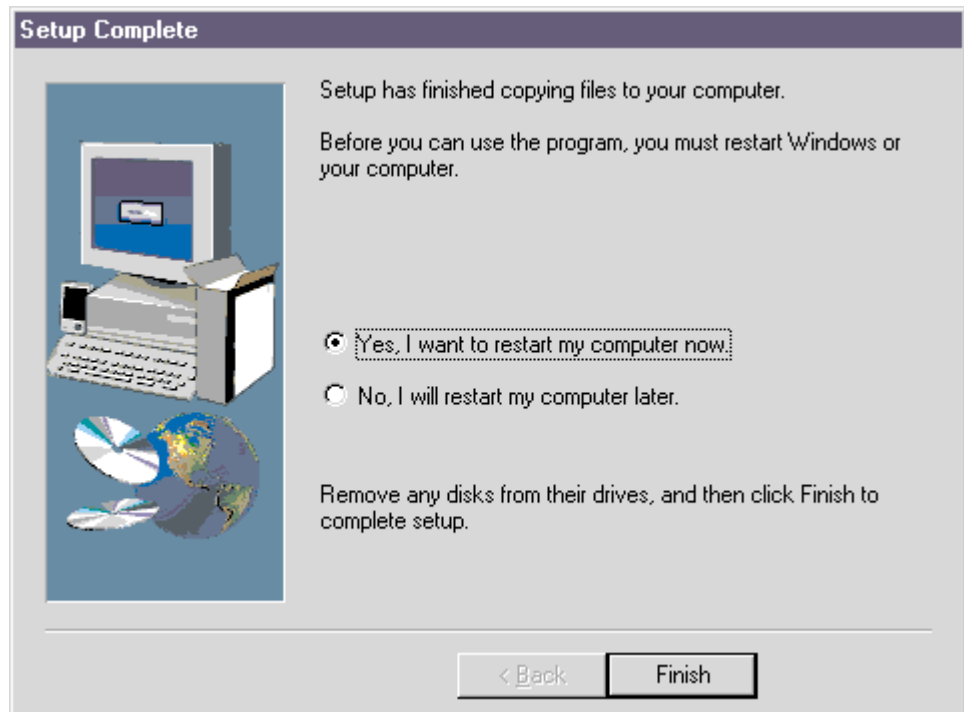 Setup Complete
Setup has finished copying files to your computer.
Before you can use the program, you must restart Windows or
your computer.
Yes, I want to restart my computer now.
No, I will restart my computer later.
Remove any disks from their drives, and then click Finish to
complete setup.
< Back
Finish